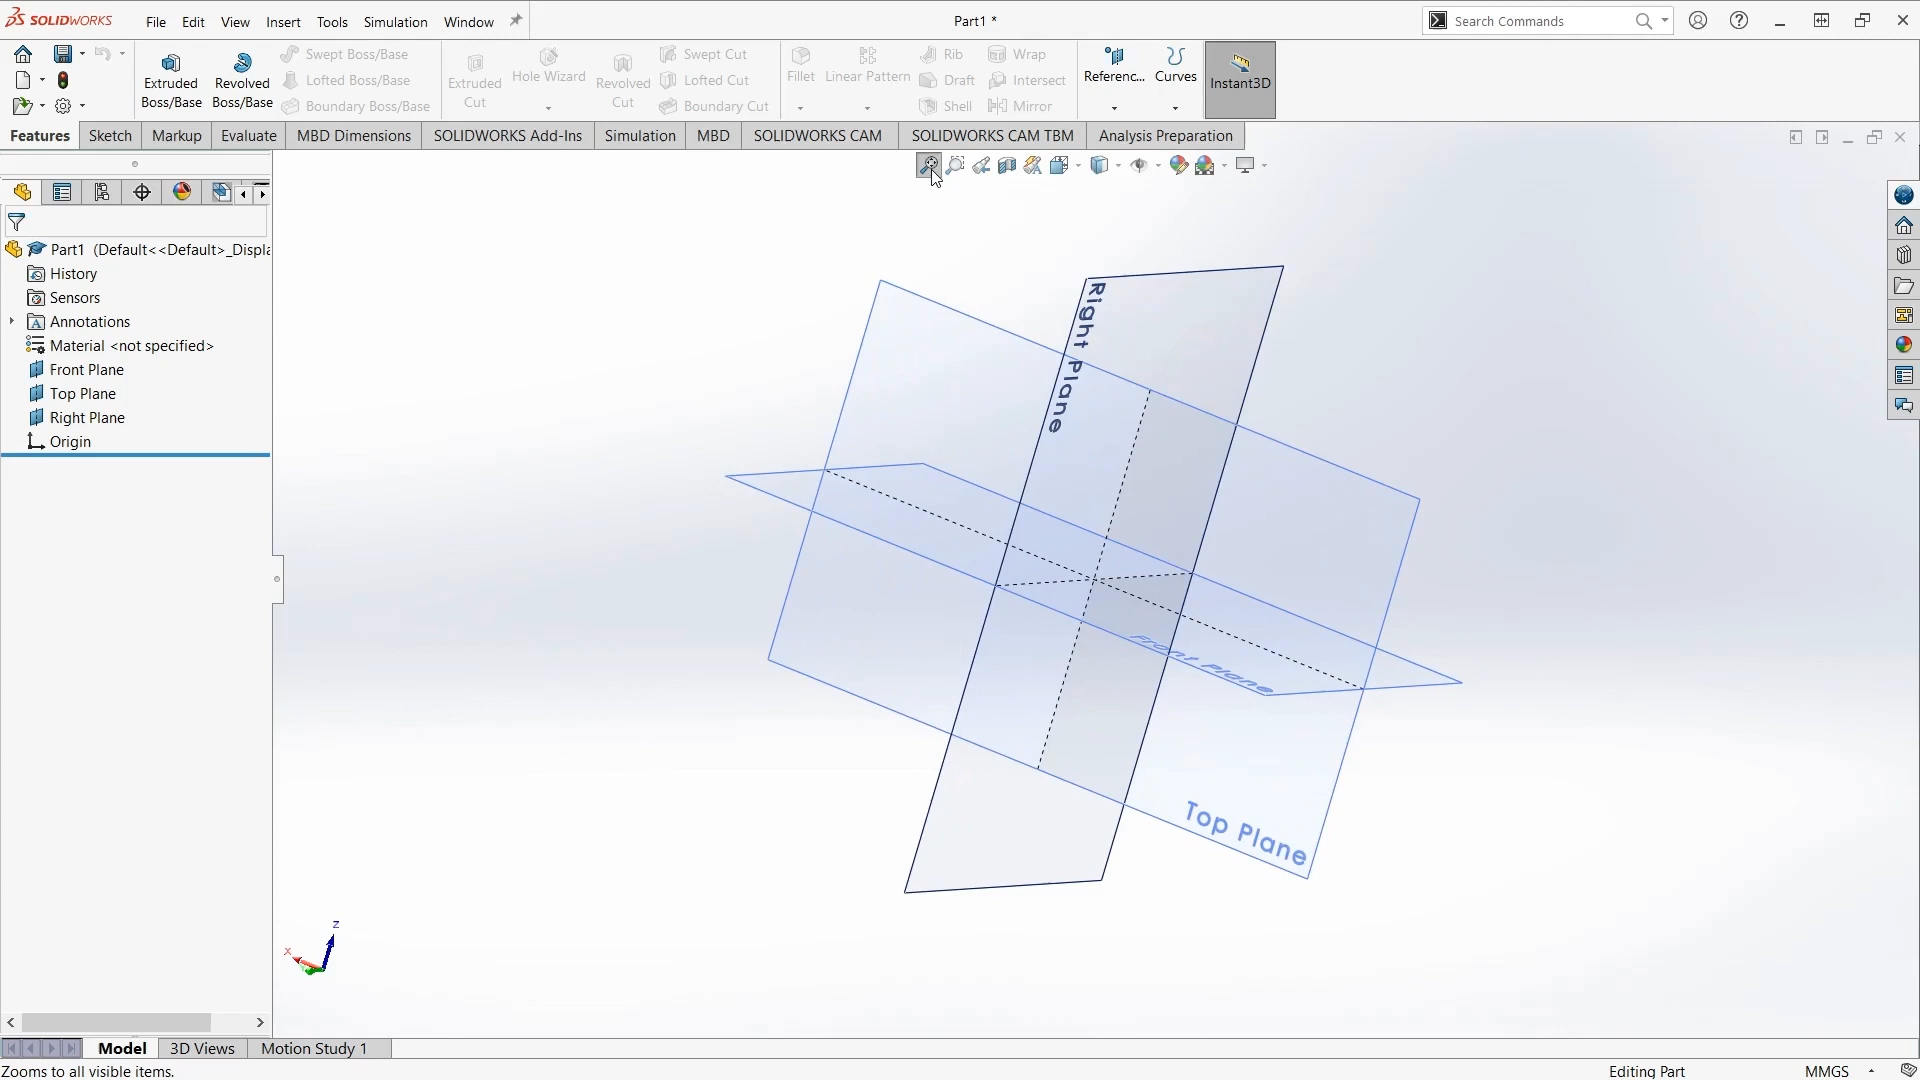 SOLIDWORKS
File Edit View Insert Tools Simulation Window
Part1 *
Search Commands
Extruded Boss/Base
Revolved Boss/Base
Swept Boss/Base
Lofted Boss/Base
Boundary Boss/Base
Extruded Cut
Hole Wizard
Revolved Cut
Swept Cut
Lofted Cut
Boundary Cut
Fillet
Linear Pattern
Rib
Draft
Shell
Wrap
Intersect
Mirror
Referenc...
Curves
Instant3D
Features Sketch Markup Evaluate MBD Dimensions SOLIDWORKS Add-Ins Simulation MBD SOLIDWORKS CAM SOLIDWORKS CAM TBM Analysis Preparation
Part1 (Default<<Default>_Displa
History
Sensors
Annotations
Material <not specified>
Front Plane
Top Plane
Right Plane
Origin
Right Plane
Front Plane
Top Plane
z
x
Model 3D Views Motion Study 1
Zooms to all visible items.
Editing Part
MMGS